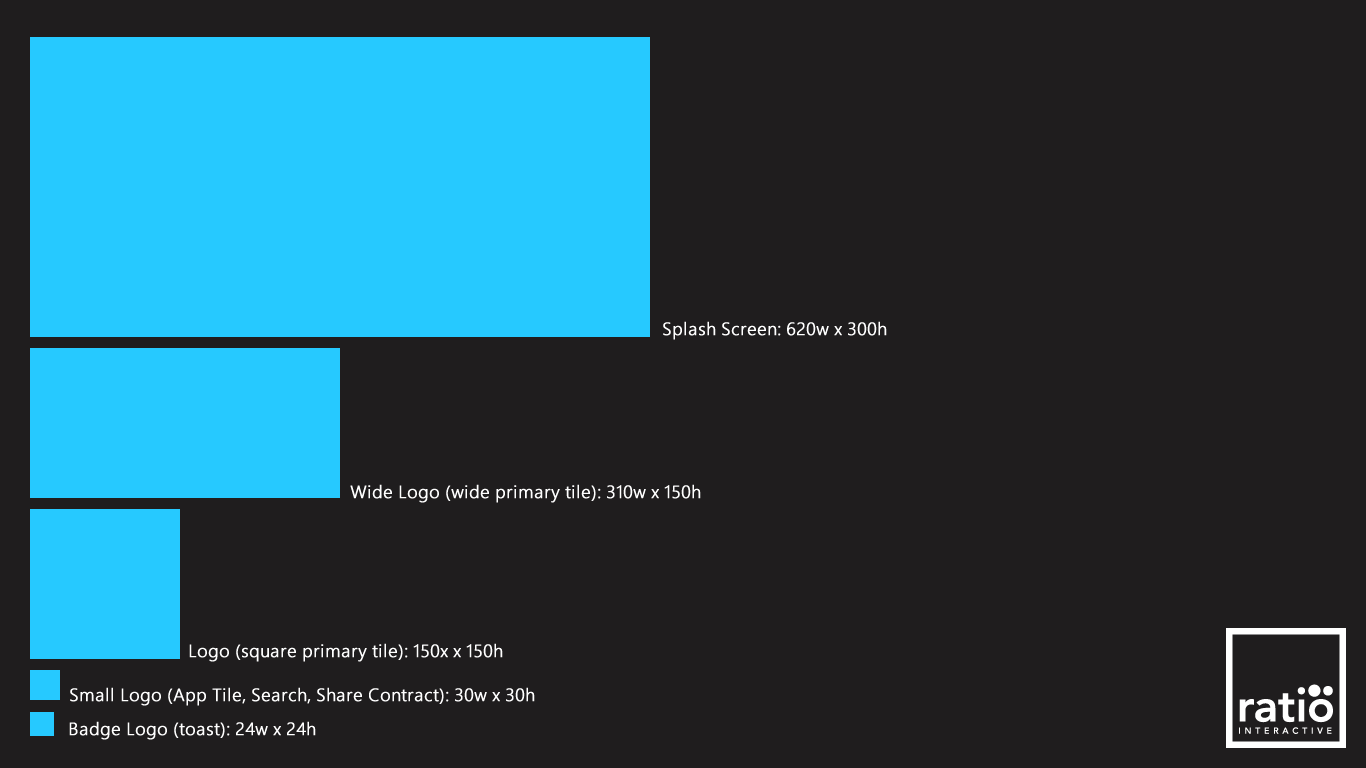 Splash Screen: 620w x 300h
Wide Logo (wide primary tile): 310w x 150h
Logo (square primary tile): 150x x 150h
Small Logo (App Tile, Search, Share Contract): 30w x 30h
Badge Logo (toast): 24w x 24h
ratio
INTERACTIVE